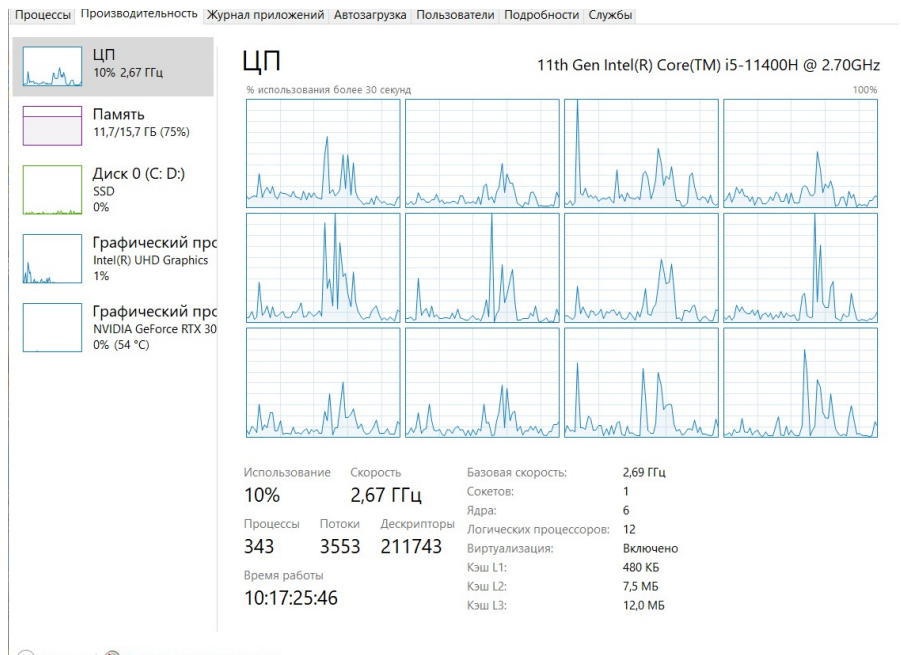 Процессы Производительность Журнал приложений Автозагрузка Пользователи Подробности Службы
ЦП
10% 2,67 ГГц
Память
11,7/15,7 ГБ (75%)
Диск 0 (C: D:)
SSD
0%
Графический прс
Intel(R) UHD Graphics
1%
Графический прс
NVIDIA GeForce RTX 30
0% (54 °C)
ЦП
11th Gen Intel(R) Core(TM) i5-11400H @ 2.70GHz
% использования более 30 секунд 100%
Использование Скорость
10% 2,67 ГГц
Процессы Потоки Дескрипторы
343 3553 211743
Время работы
10:17:25:46
Базовая скорость: 2,69 ГГц
Сокетов: 1
Ядра: 6
Логических процессоров: 12
Виртуализация: Включено
Кэш L1: 480 КБ
Кэш L2: 7,5 МБ
Кэш L3: 12,0 МБ